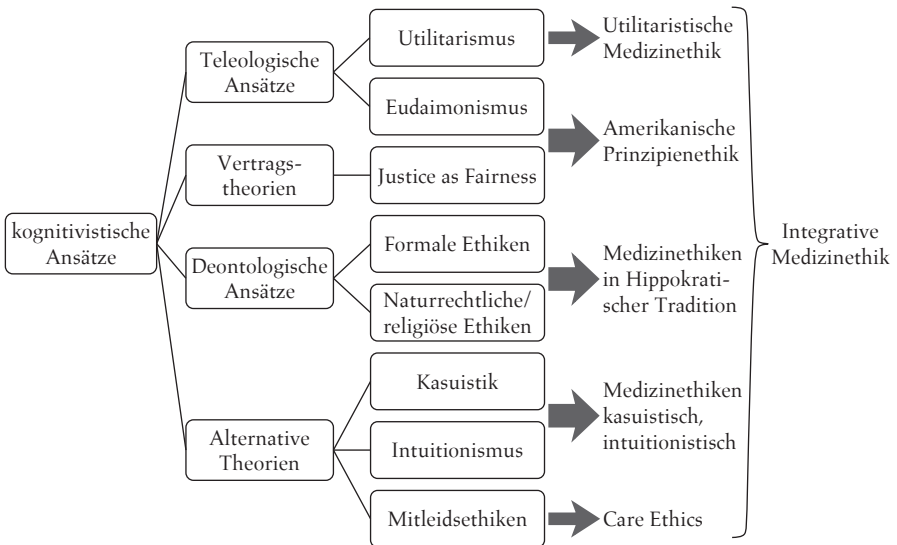 kognitivistische
Ansätze
Teleologische
Ansätze
Vertrags-
theorien
Deontologische
Ansätze
Alternative
Theorien
Utilitarismus
Eudaimonismus
Justice as Fairness
Formale Ethiken
Naturrechtliche/
religiöse Ethiken
Kasuistik
Intuitionismus
Mitleidsethiken
Utilitaristische
Medizinethik
Amerikanische
Prinzipienethik
Medizinethiken
in Hippokrati-
scher Tradition
Medizinethiken
kasuistisch,
intuitionistisch
Care Ethics
Integrative
Medizinethik